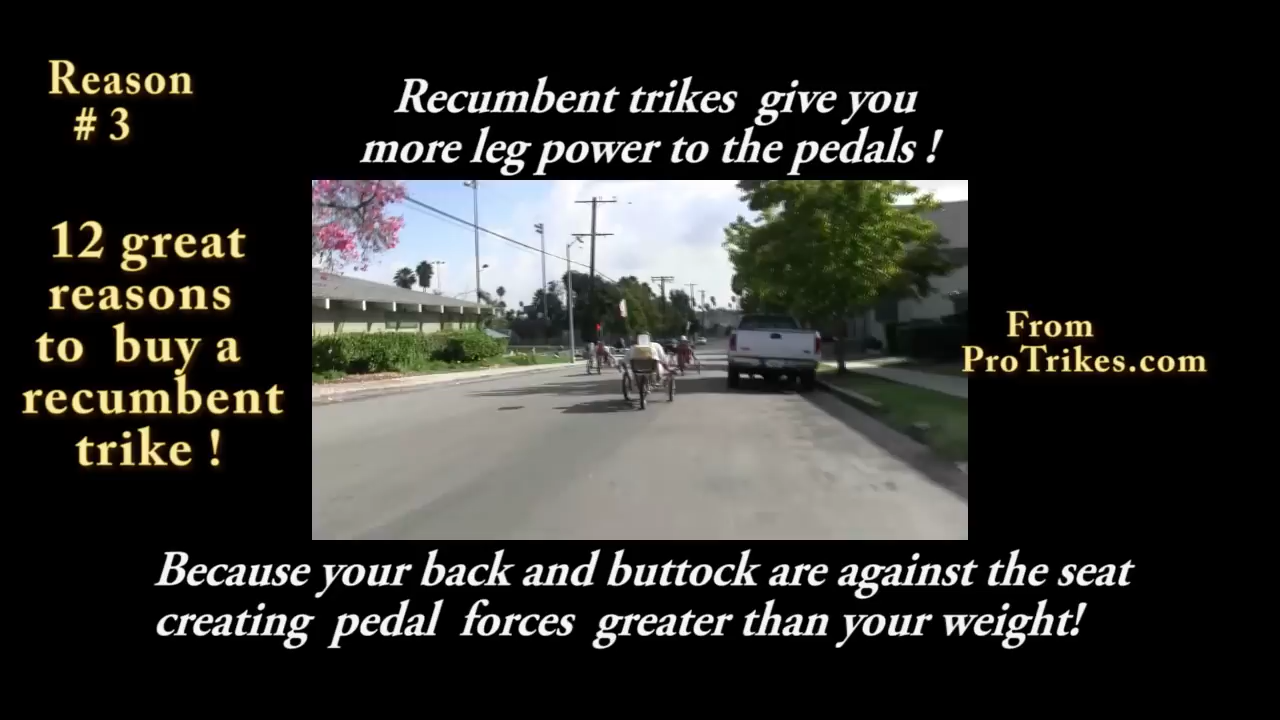 Reason
# 3
Recumbent trikes give you
more leg power to the pedals !
12 great
reasons
to buy a
recumbent
trike !
From
ProTrikes.com
Because your back and buttock are against the seat
creating pedal forces greater than your weight!